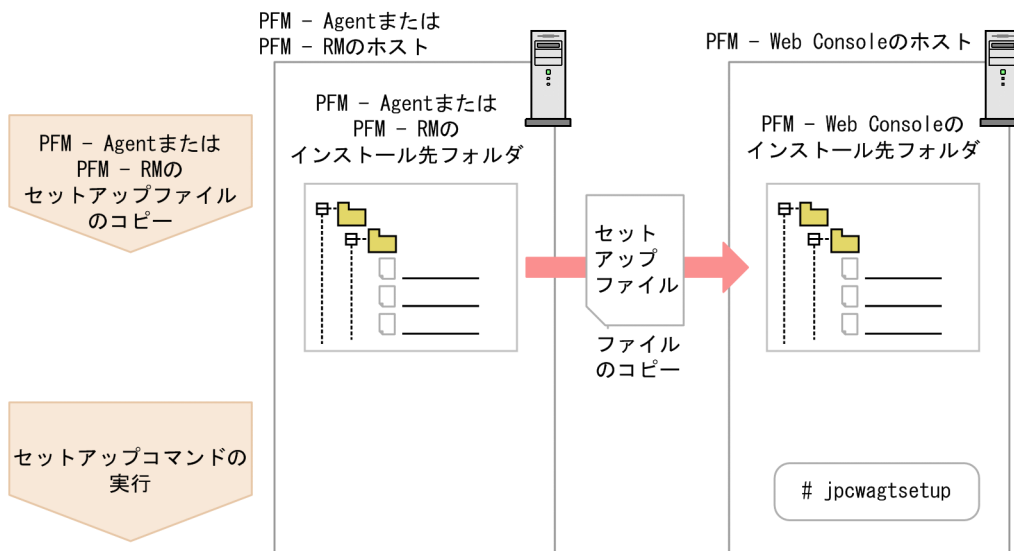 PFM - Agentまたは
PFM - RMのホスト
PFM - Web Consoleのホスト
PFM - Agentまたは
PFM - RMの
セットアップファイル
のコピー
PFM - Agentまたは
PFM - RMの
インストール先フォルダ
PFM - Web Consoleの
インストール先フォルダ
セット
アップ
ファイル
ファイル
のコピー
セットアップコマンドの
実行
# jpcwagtsetup